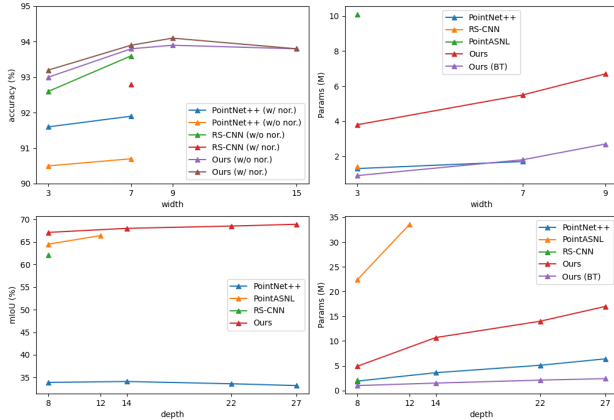 95
94
93
92
91
90
accuracy (%)
3
7
9
15
width
PointNet++ (w/ nor.)
PointNet++ (w/o nor.)
RS-CNN (w/o nor.)
RS-CNN (w/ nor.)
Ours (w/o nor.)
Ours (w/ nor.)
10
8
6
4
2
Params (M)
3
7
9
width
PointNet++
RS-CNN
PointASNL
Ours
Ours (BT)
70
65
60
55
50
45
40
35
mIoU (%)
8
12
14
22
27
depth
PointNet++
PointASNL
RS-CNN
Ours
35
30
25
20
15
10
5
0
Params (M)
8
12
14
22
27
depth
PointNet++
PointASNL
RS-CNN
Ours
Ours (BT)